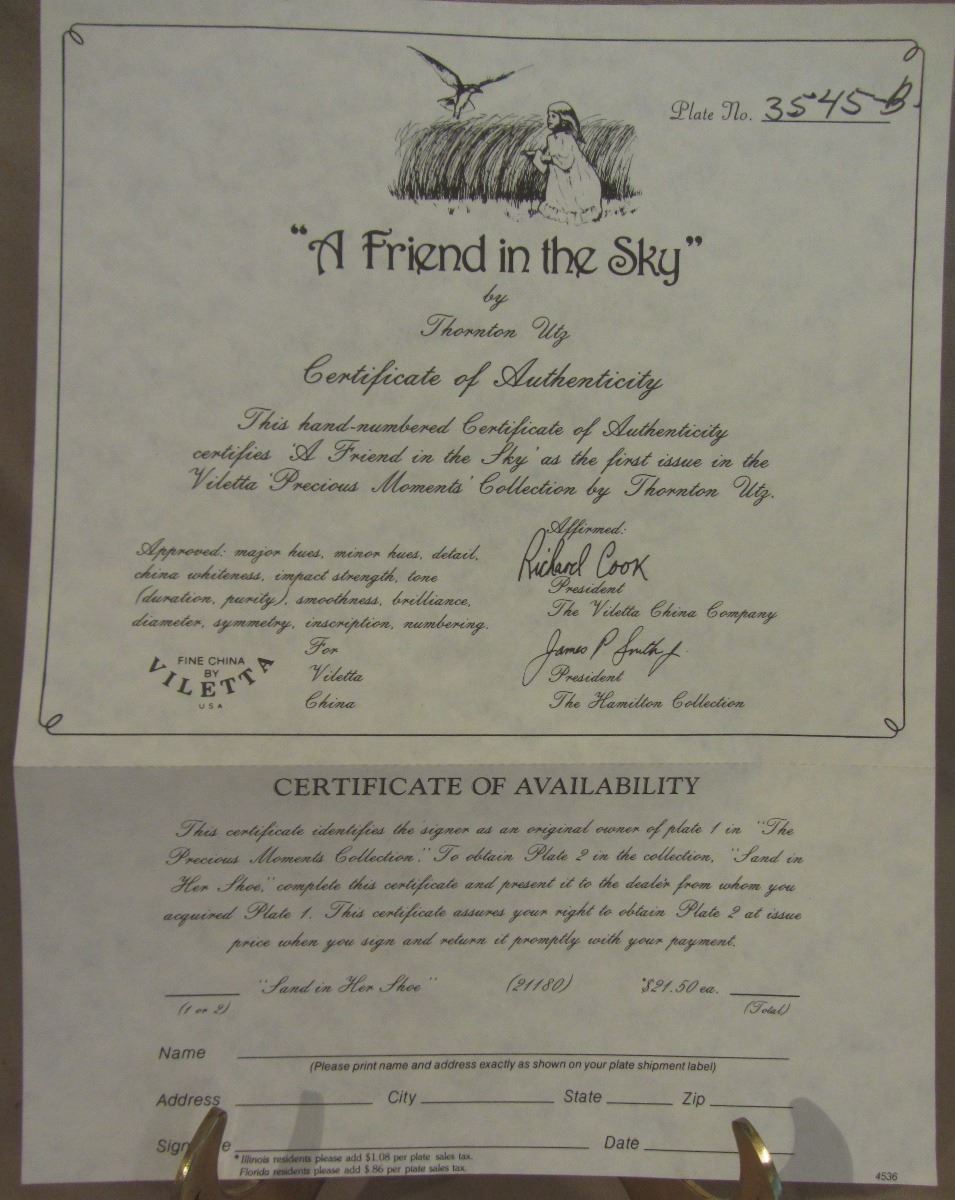 Plate No. 3545-B
“A Friend in the Sky”
by
Thornton Utz
Certificate of Authenticity
This hand-numbered Certificate of Authenticity
certifies 'A Friend in the Sky' as the first issue in the
Viletta 'Precious Moments' Collection by Thornton Utz.
Approved: major hues, minor hues, detail,
china whiteness, impact strength, tone
(duration, purity), smoothness, brilliance,
diameter, symmetry, inscription, numbering.
For
Viletta
China
FINE CHINA
BY
VILETTA
USA
Affirmed:
Richard Cook
President
The Viletta China Company
James P Smith Jr.
President
The Hamilton Collection
CERTIFICATE OF AVAILABILITY
This certificate identifies the signer as an original owner of plate 1 in "The
Precious Moments Collection." To obtain Plate 2 in the collection, "Sand in
Her Shoe," complete this certificate and present it to the dealer from whom you
acquired Plate 1. This certificate assures your right to obtain Plate 2 at issue
price when you sign and return it promptly with your payment.
"Sand in Her Shoe" (21180) *$21.50 ea.
(1 or 2) (Total)
Name
(Please print name and address exactly as shown on your plate shipment label)
Address City State Zip
Sign e Date
* Illinois residents please add $1.08 per plate sales tax.
Florida residents please add $.86 per plate sales tax.
4536